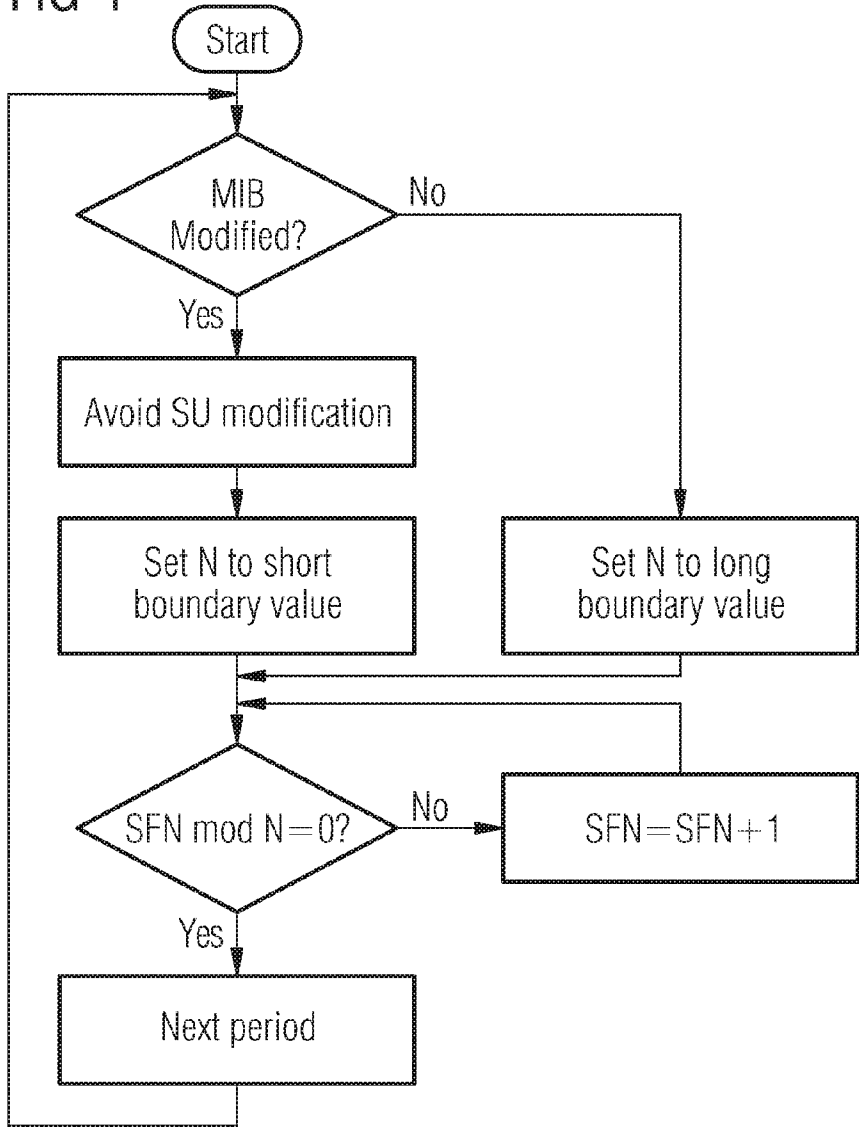 Start
MIB
Modified?
No
Yes
Avoid SU modification
Set N to short
boundary value
Set N to long
boundary value
SFN mod N=0?
No
SFN=SFN+1
Yes
Next period